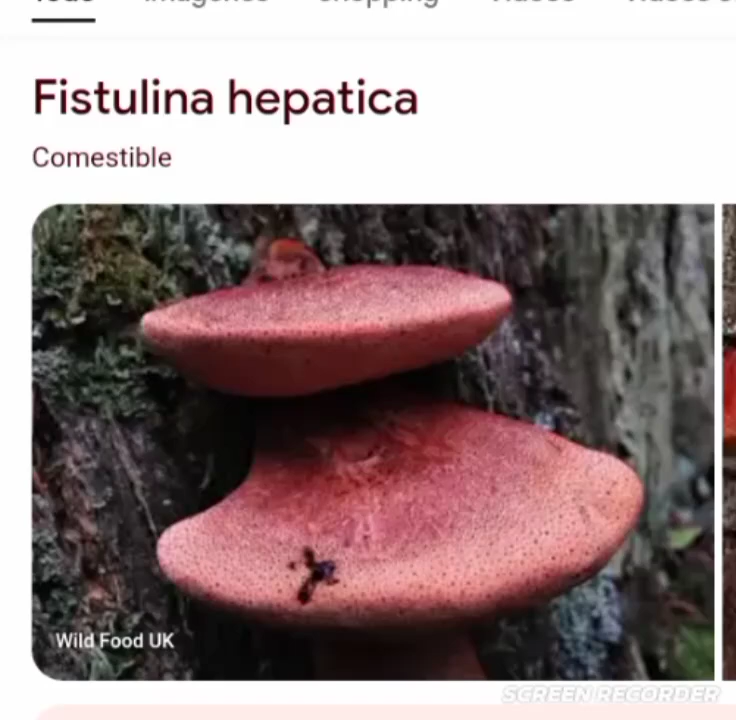 Fistulina hepatica
Comestible
Wild Food UK
SCREEN RECORDER